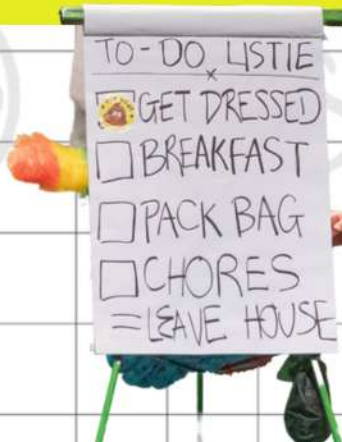 TO-DO LISTIE
x
GET DRESSED
BREAKFAST
PACK BAG
CHORES
= LEAVE HOUSE